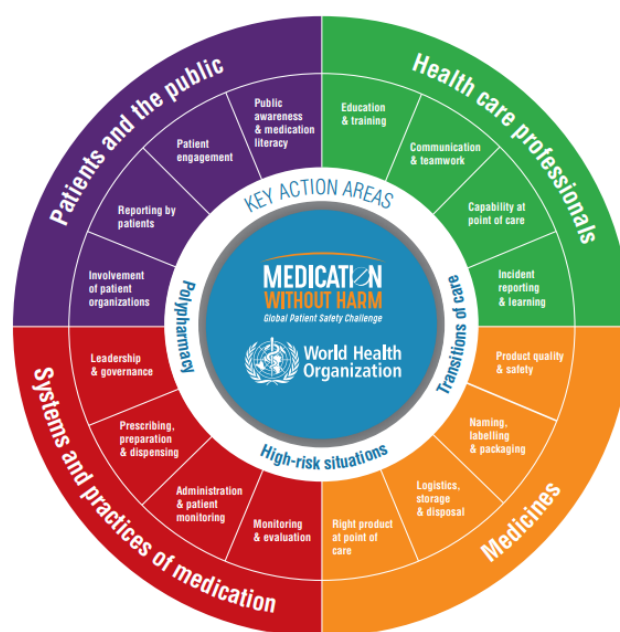 Patients and the public
Public
awareness
& medication
literacy
Patient
engagement
Reporting by
patients
Involvement
of patient
organizations
Health care professionals
Education
& training
Communication
& teamwork
Capability at
point of care
Incident
reporting
& learning
Medicines
Product quality
& safety
Naming,
labelling
& packaging
Logistics,
storage
& disposal
Right product
at point of
care
Systems and practices of medication
Leadership
& governance
Prescribing,
preparation
& dispensing
Administration
& patient
monitoring
Monitoring
& evaluation
KEY ACTION AREAS
Polypharmaky
Transitions of care
High-risk situations
MEDICATION
WITHOUT HARM
Global Patient Safety Challenge
World Health
Organization